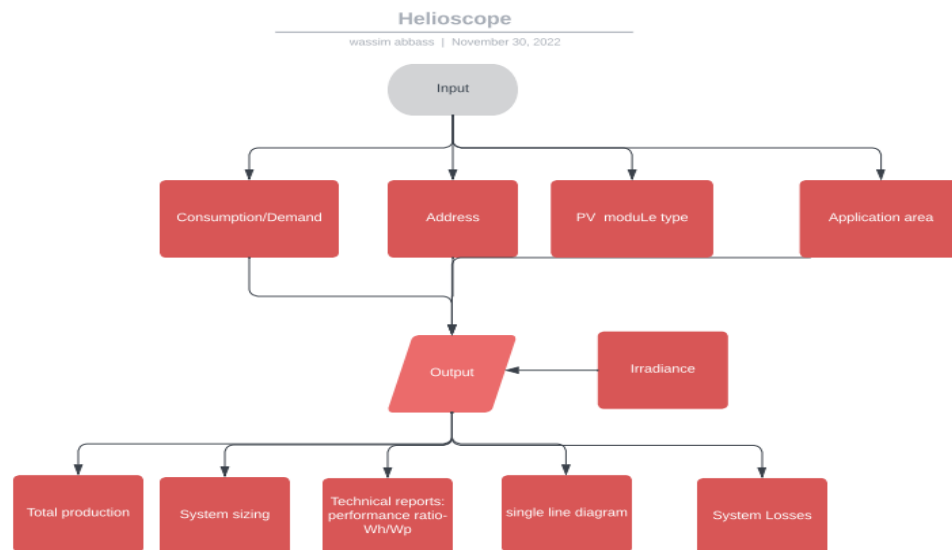 Helioscope
wassim abbass | November 30, 2022
Input
Consumption/Demand
Address
PV moduLe type
Application area
Output
Irradiance
Total production
System sizing
Technical reports:
performance ratio-
Wh/Wp
single line diagram
System Losses